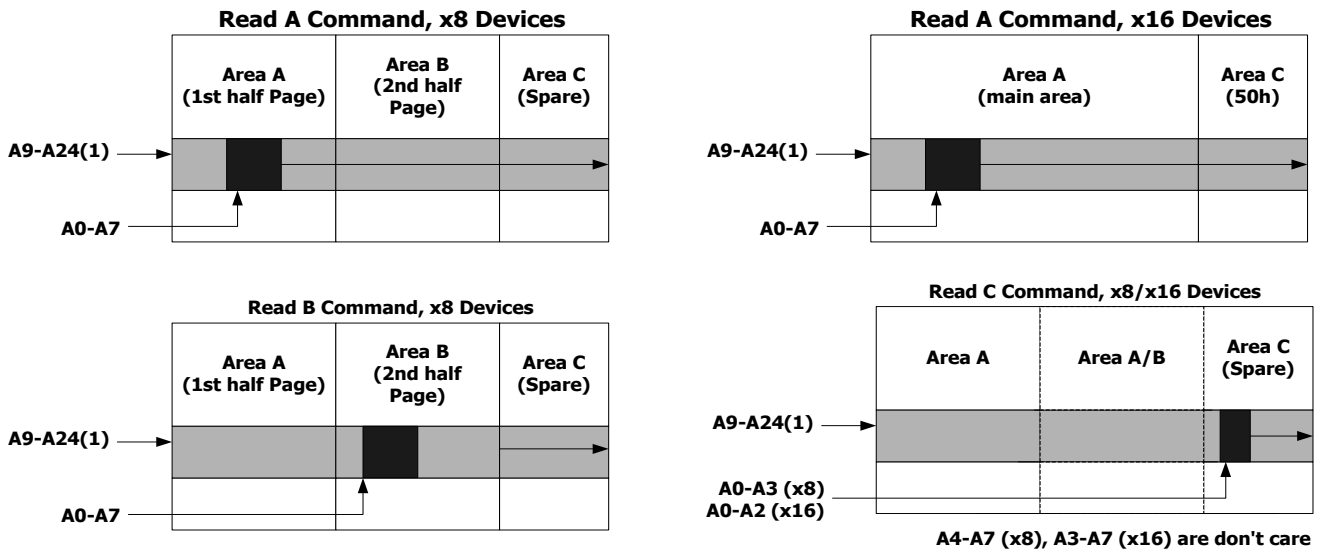 Read A Command, x8 Devices
Area A
(1st half Page)
Area B
(2nd half
Page)
Area C
(Spare)
A9-A24(1)
A0-A7
Read A Command, x16 Devices
Area A
(main area)
Area C
(50h)
A9-A24(1)
A0-A7
Read B Command, x8 Devices
Area A
(1st half Page)
Area B
(2nd half
Page)
Area C
(Spare)
A9-A24(1)
A0-A7
Read C Command, x8/x16 Devices
Area A
Area A/B
Area C
(Spare)
A9-A24(1)
A0-A3 (x8)
A0-A2 (x16)
A4-A7 (x8), A3-A7 (x16) are don't care